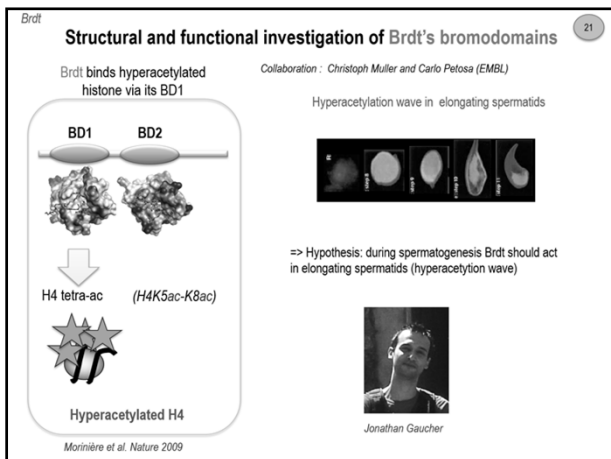 Brdt
21
Structural and functional investigation of Brdt's bromodomains
Collaboration : Christoph Muller and Carlo Petosa (EMBL)
Brdt binds hyperacetylated
histone via its BD1
BD1 BD2
H4 tetra-ac (H4K5ac-K8ac)
Hyperacetylated H4
Morinière et al. Nature 2009
Hyperacetylation wave in elongating spermatids
=> Hypothesis: during spermatogenesis Brdt should act
in elongating spermatids (hyperacetytion wave)
Jonathan Gaucher